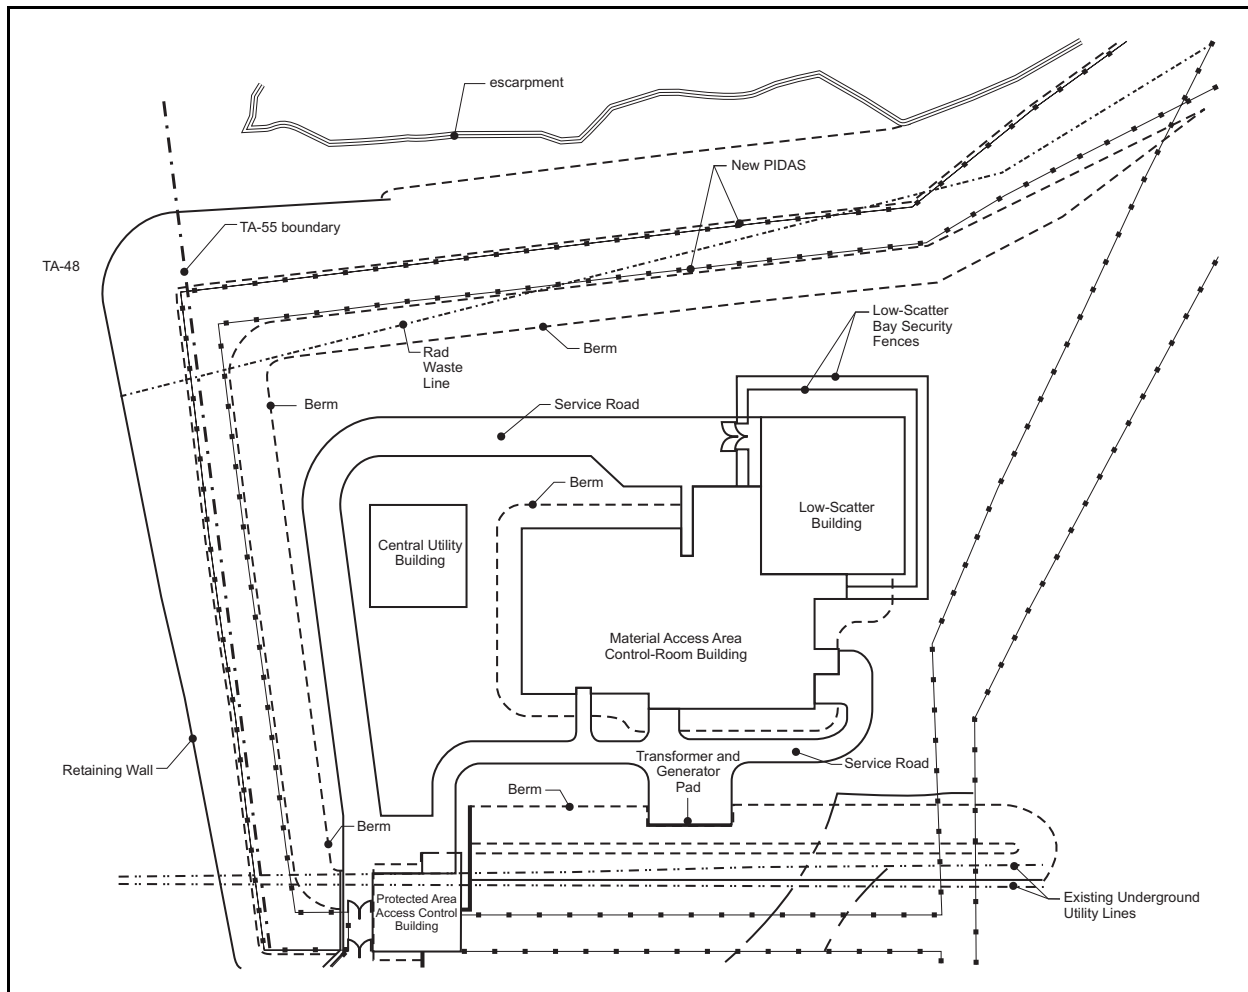 escarpment
New PIDAS
TA-55 boundary
TA-48
Low-Scatter
Bay Security
Fences
Rad
Waste
Line
Berm
Berm
Service Road
Berm
Low-Scatter
Building
Central Utility
Building
Material Access Area
Control-Room Building
Retaining Wall
Transformer and
Generator
Pad
Service Road
Berm
Berm
Protected Area
Access Control
Building
Existing Underground
Utility Lines